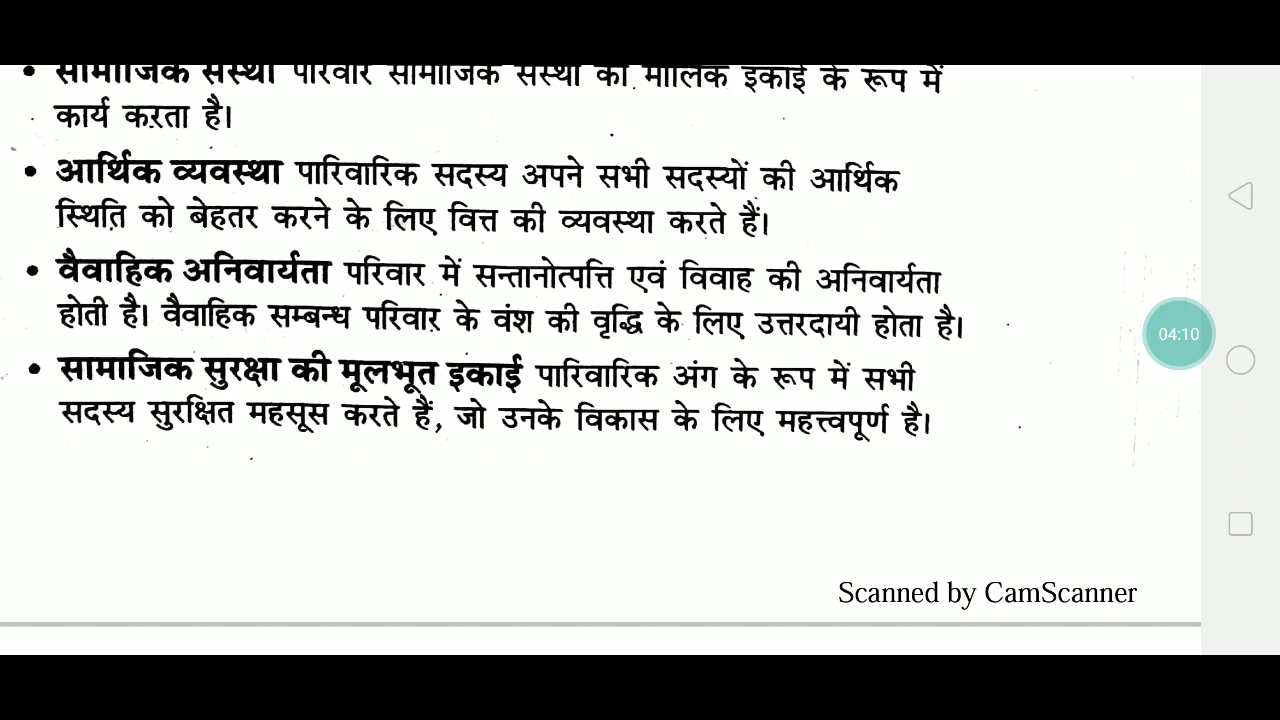 • सामाजिक संस्था परिवार सामाजिक संस्था की मौलिक इकाई के रूप में
कार्य करता है।
• आर्थिक व्यवस्था पारिवारिक सदस्य अपने सभी सदस्यों की आर्थिक
स्थिति को बेहतर करने के लिए वित्त की व्यवस्था करते हैं।
• वैवाहिक अनिवार्यता परिवार में सन्तानोत्पत्ति एवं विवाह की अनिवार्यता
होती है। वैवाहिक सम्बन्ध परिवार के वंश की वृद्धि के लिए उत्तरदायी होता है।
04:10
• सामाजिक सुरक्षा की मूलभूत इकाई पारिवारिक अंग के रूप में सभी
सदस्य सुरक्षित महसूस करते हैं, जो उनके विकास के लिए महत्त्वपूर्ण है।
Scanned by CamScanner